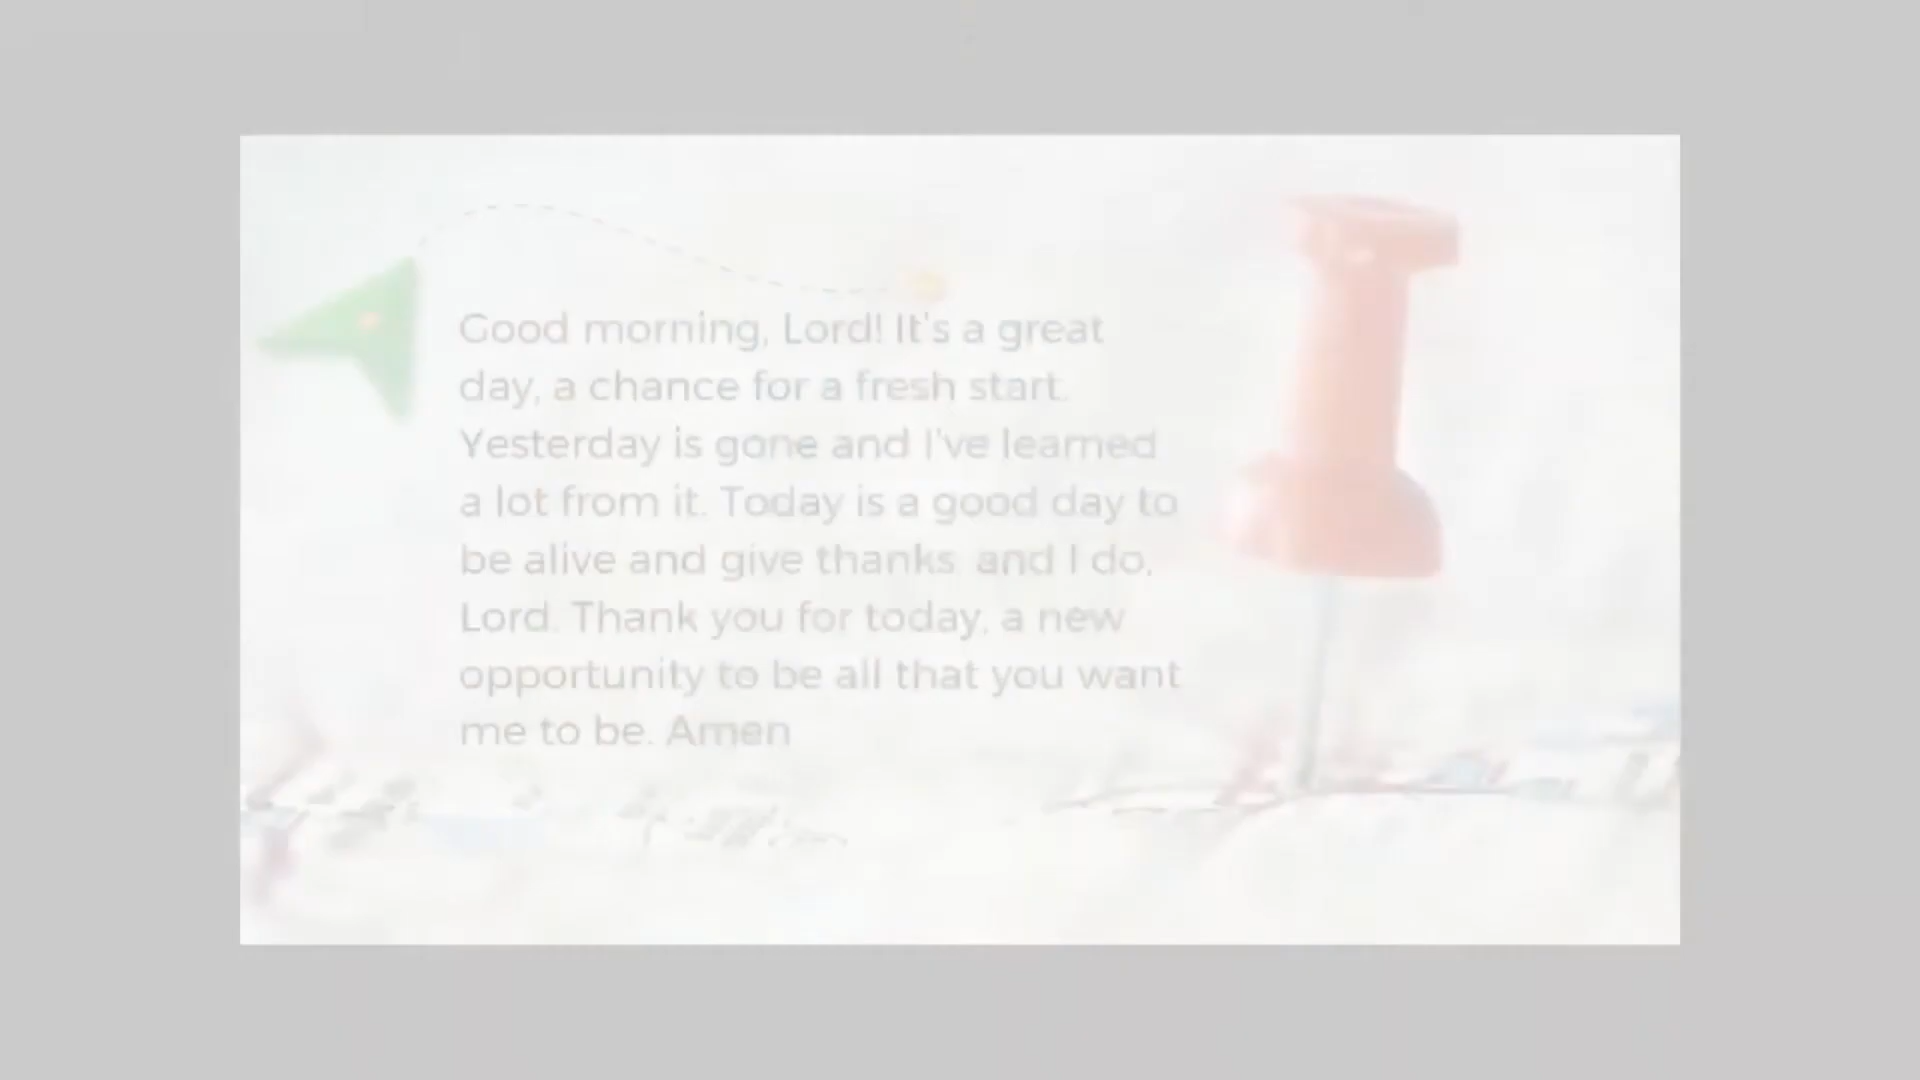 Good morning, Lord! It's a great
day, a chance for a fresh start.
Yesterday is gone and I've learned
a lot from it. Today is a good day to
be alive and give thanks and I do,
Lord. Thank you for today, a new
opportunity to be all that you want
me to be. Amen